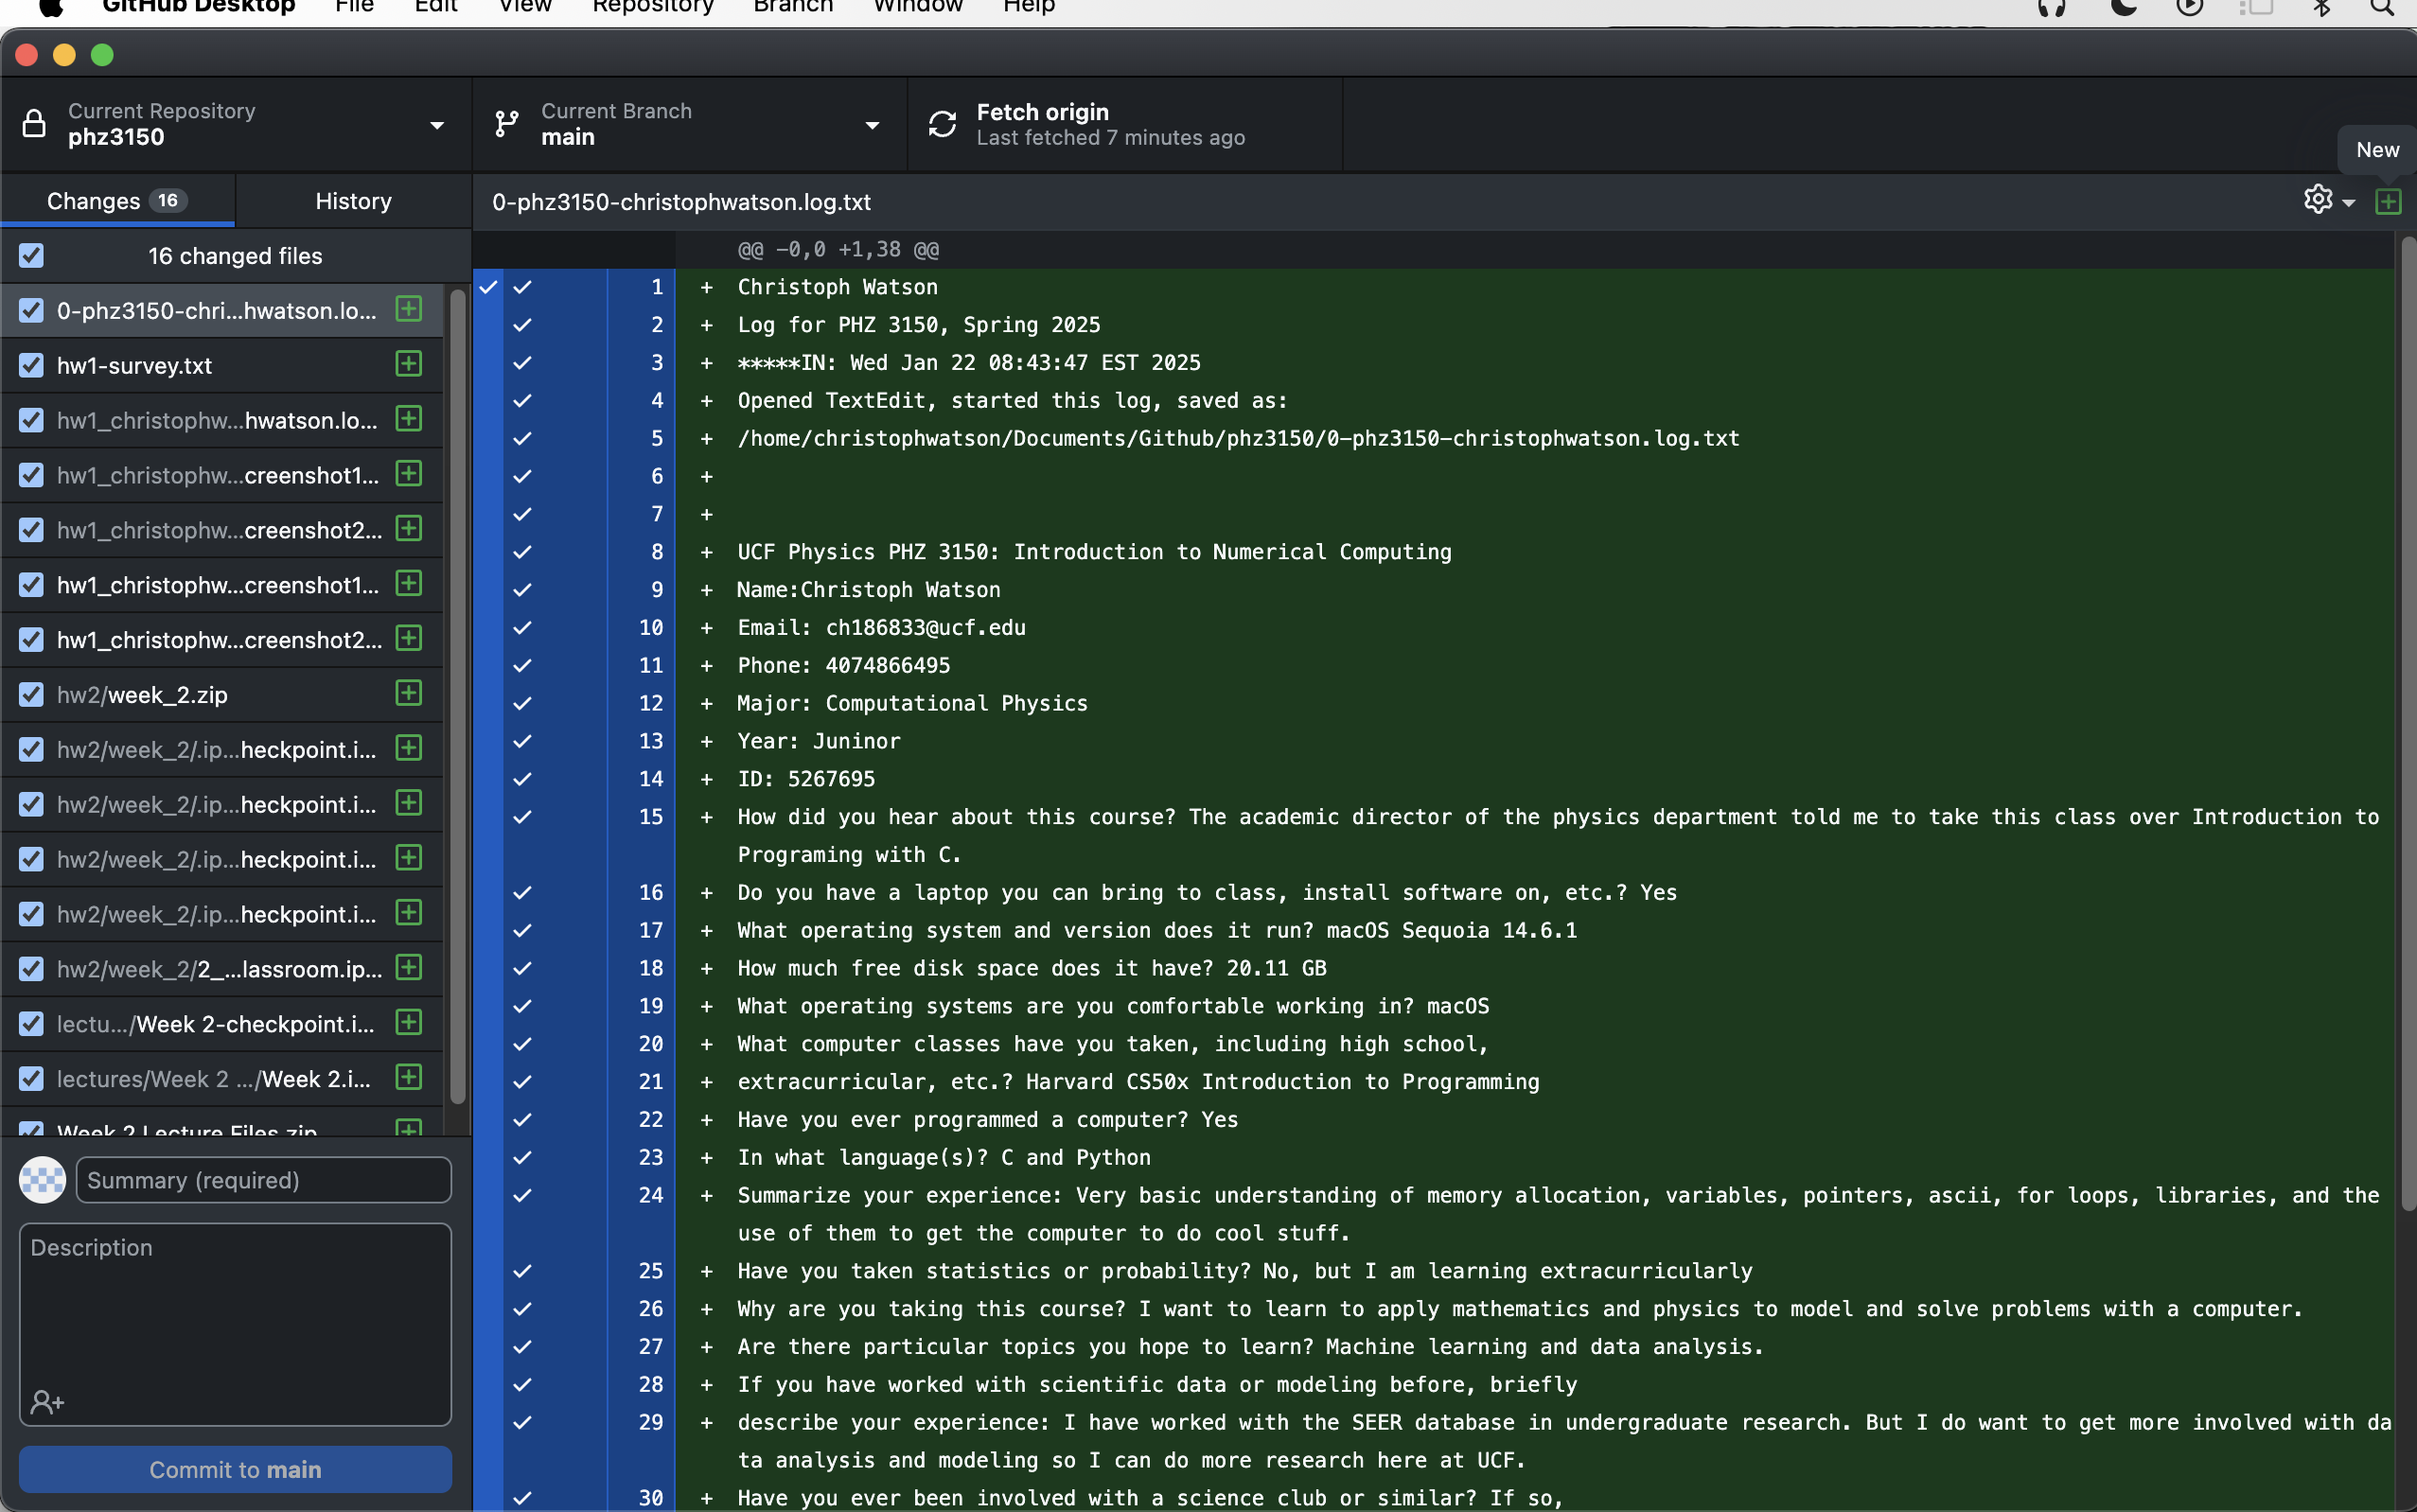 GitHub Desktop File Edit View Repository Branch Window Help
Current Repository
phz3150
Current Branch
main
Fetch origin
Last fetched 7 minutes ago
New
Changes 16
History
0-phz3150-christophwatson.log.txt
16 changed files
0-phz3150-chri...hwatson.lo...
hw1-survey.txt
hw1_christophw...hwatson.lo...
hw1_christophw...creenshot1...
hw1_christophw...creenshot2...
hw1_christophw...creenshot1...
hw1_christophw...creenshot2...
hw2/week_2.zip
hw2/week_2/.ip...heckpoint.i...
hw2/week_2/.ip...heckpoint.i...
hw2/week_2/.ip...heckpoint.i...
hw2/week_2/.ip...heckpoint.i...
hw2/week_2/2_...lassroom.ip...
lectu.../Week 2-checkpoint.i...
lectures/Week 2 .../Week 2.i...
Week 2 Lecture Files.zip
Summary (required)
Description
Commit to main
@@ -0,0 +1,38 @@
1 + Christoph Watson
2 + Log for PHZ 3150, Spring 2025
3 + *****IN: Wed Jan 22 08:43:47 EST 2025
4 + Opened TextEdit, started this log, saved as:
5 + /home/christophwatson/Documents/Github/phz3150/0-phz3150-christophwatson.log.txt
6 +
7 +
8 + UCF Physics PHZ 3150: Introduction to Numerical Computing
9 + Name:Christoph Watson
10 + Email: ch186833@ucf.edu
11 + Phone: 4074866495
12 + Major: Computational Physics
13 + Year: Juninor
14 + ID: 5267695
15 + How did you hear about this course? The academic director of the physics department told me to take this class over Introduction to
Programing with C.
16 + Do you have a laptop you can bring to class, install software on, etc.? Yes
17 + What operating system and version does it run? macOS Sequoia 14.6.1
18 + How much free disk space does it have? 20.11 GB
19 + What operating systems are you comfortable working in? macOS
20 + What computer classes have you taken, including high school,
21 + extracurricular, etc.? Harvard CS50x Introduction to Programming
22 + Have you ever programmed a computer? Yes
23 + In what language(s)? C and Python
24 + Summarize your experience: Very basic understanding of memory allocation, variables, pointers, ascii, for loops, libraries, and the
use of them to get the computer to do cool stuff.
25 + Have you taken statistics or probability? No, but I am learning extracurricularly
26 + Why are you taking this course? I want to learn to apply mathematics and physics to model and solve problems with a computer.
27 + Are there particular topics you hope to learn? Machine learning and data analysis.
28 + If you have worked with scientific data or modeling before, briefly
29 + describe your experience: I have worked with the SEER database in undergraduate research. But I do want to get more involved with da
ta analysis and modeling so I can do more research here at UCF.
30 + Have you ever been involved with a science club or similar? If so,